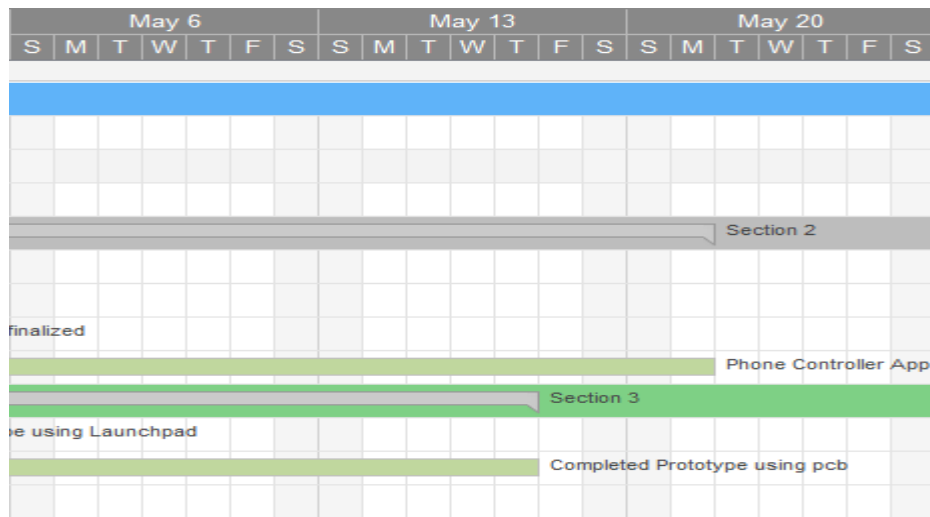 May 6 May 13 May 20
S M T W T F S S M T W T F S S M T W T F S
Section 2
finalized
Phone Controller App
Section 3
e using Launchpad
Completed Prototype using pcb